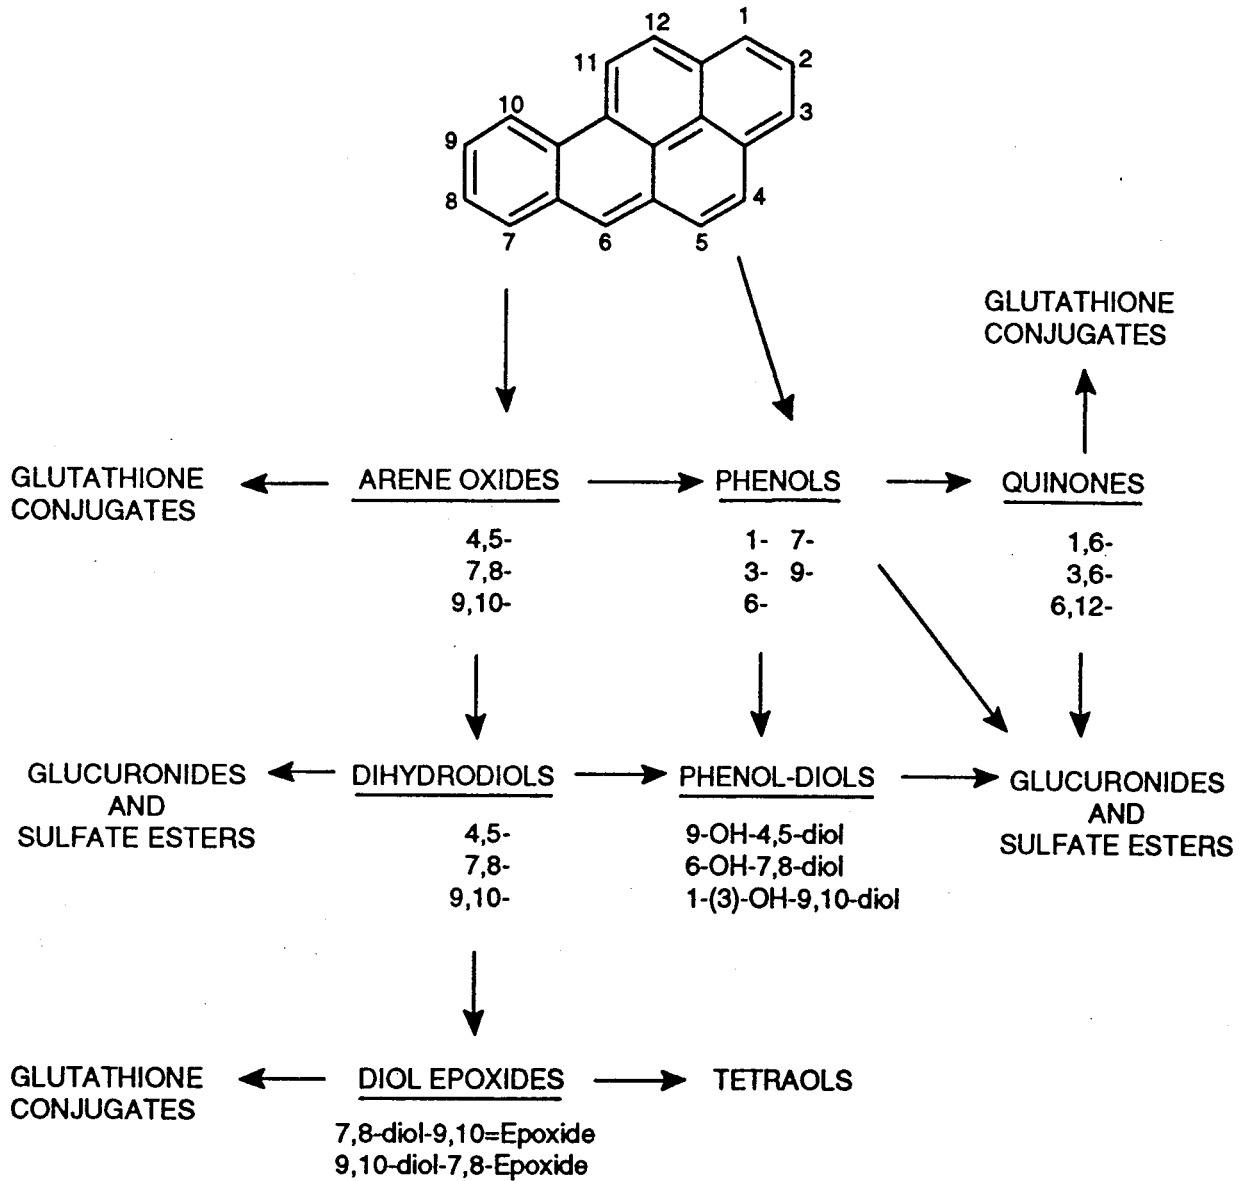 12
1
11
2
10
3
9
8
4
7
6
5
GLUTATHIONE
CONJUGATES
GLUTATHIONE
CONJUGATES
ARENE OXIDES
4,5-
7,8-
9,10-
PHENOLS
1- 7-
3- 9-
6-
QUINONES
1,6-
3,6-
6,12-
GLUCURONIDES
AND
SULFATE ESTERS
DIHYDRODIOLS
4,5-
7,8-
9,10-
PHENOL-DIOLS
9-OH-4,5-diol
6-OH-7,8-diol
1-(3)-OH-9,10-diol
GLUCURONIDES
AND
SULFATE ESTERS
GLUTATHIONE
CONJUGATES
DIOL EPOXIDES
7,8-diol-9,10=Epoxide
9,10-diol-7,8-Epoxide
TETRAOLS